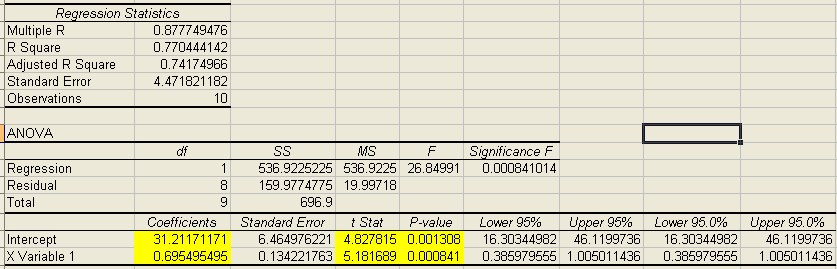 Regression Statistics
Multiple R 0.877749476
R Square 0.770444142
Adjusted R Square 0.74174966
Standard Error 4.471821182
Observations 10
ANOVA
df SS MS F Significance F
Regression 1 536.9225225 536.9225 26.84991 0.000841014
Residual 8 159.9774775 19.99718
Total 9 696.9
Coefficients Standard Error t Stat P-value Lower 95% Upper 95% Lower 95.0% Upper 95.0%
Intercept 31.21171171 6.464976221 4.827815 0.001308 16.30344982 46.1199736 16.30344982 46.1199736
X Variable 1 0.695495495 0.134221763 5.181689 0.000841 0.385979555 1.005011436 0.385979555 1.005011436